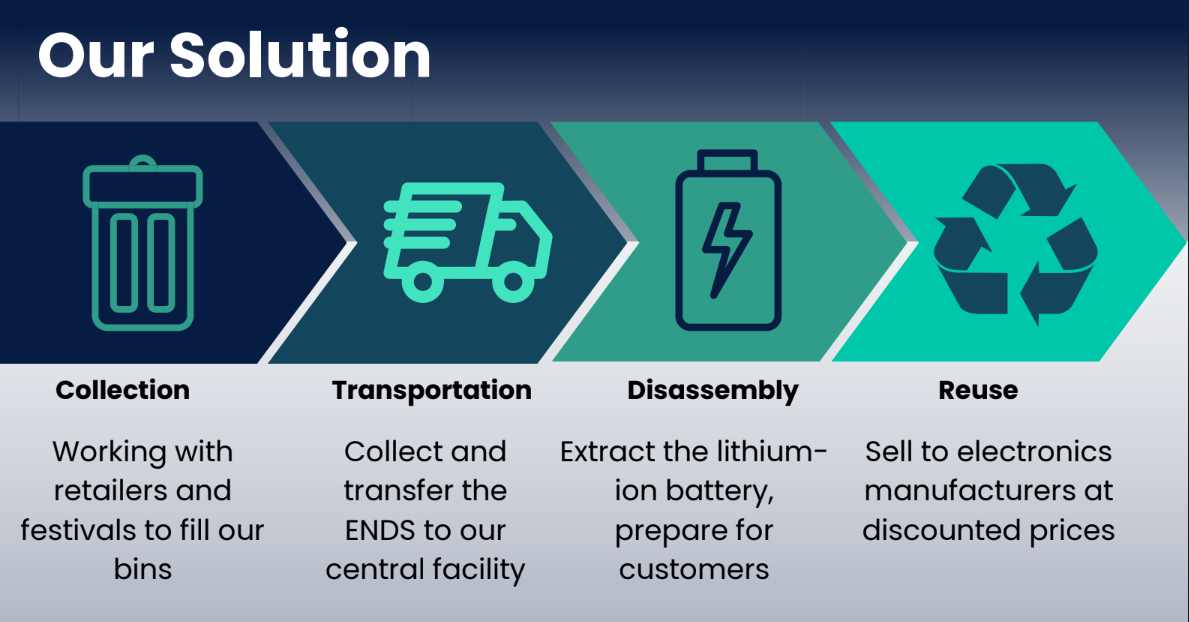 Our Solution
Collection
Working with
retailers and
festivals to fill our
bins
Transportation
Collect and
transfer the
ENDS to our
central facility
Disassembly
Extract the lithium-
ion battery,
prepare for
customers
Reuse
Sell to electronics
manufacturers at
discounted prices